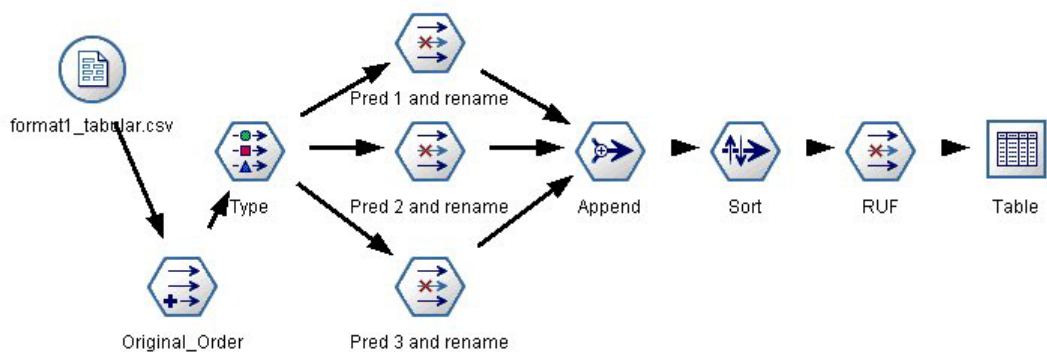 format1_tabular.csv
Original_Order
Type
Pred 1 and rename
Pred 2 and rename
Pred 3 and rename
Append
Sort
RUF
Table